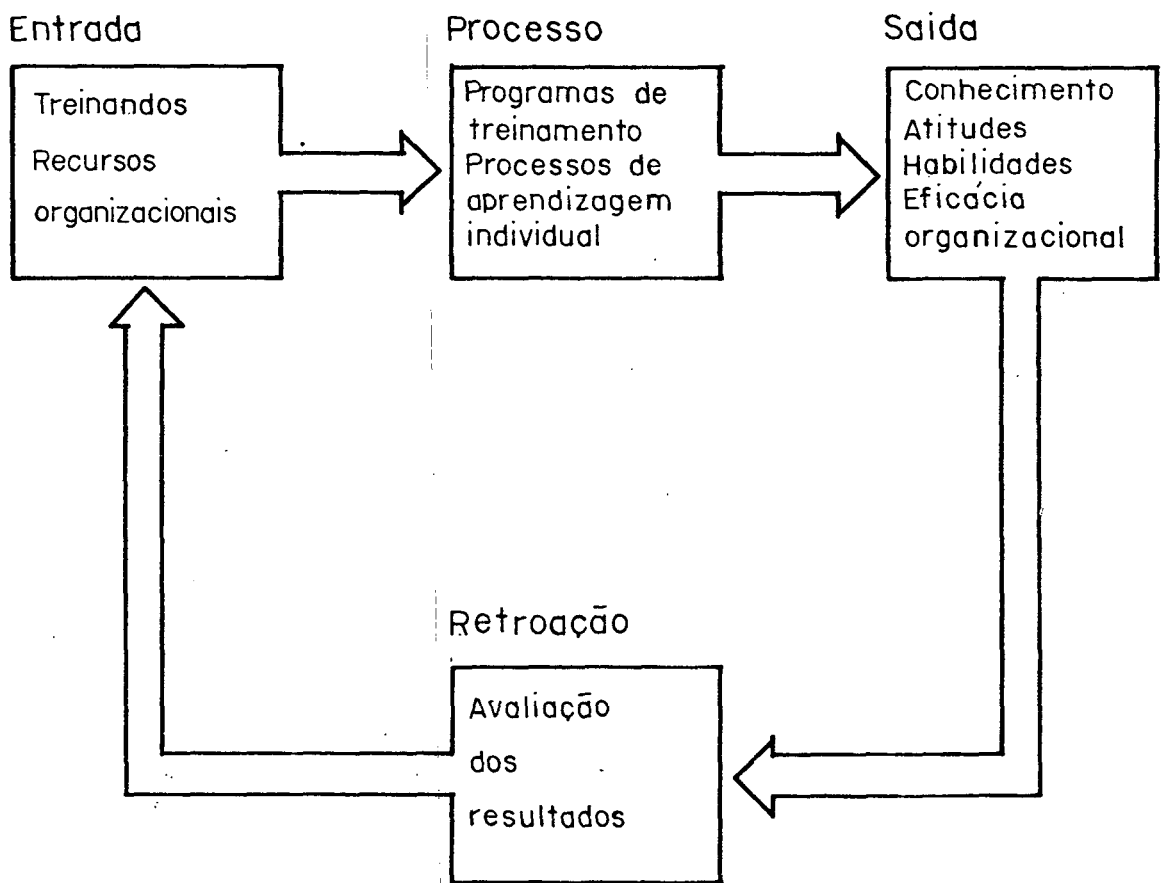 Entrada
Treinandos
Recursos
organizacionais
Processo
Programas de
treinamento
Processos de
aprendizagem
individual
Saida
Conhecimento
Atitudes
Habilidades
Eficácia
organizacional
Retroação
Avaliação
dos
resultados